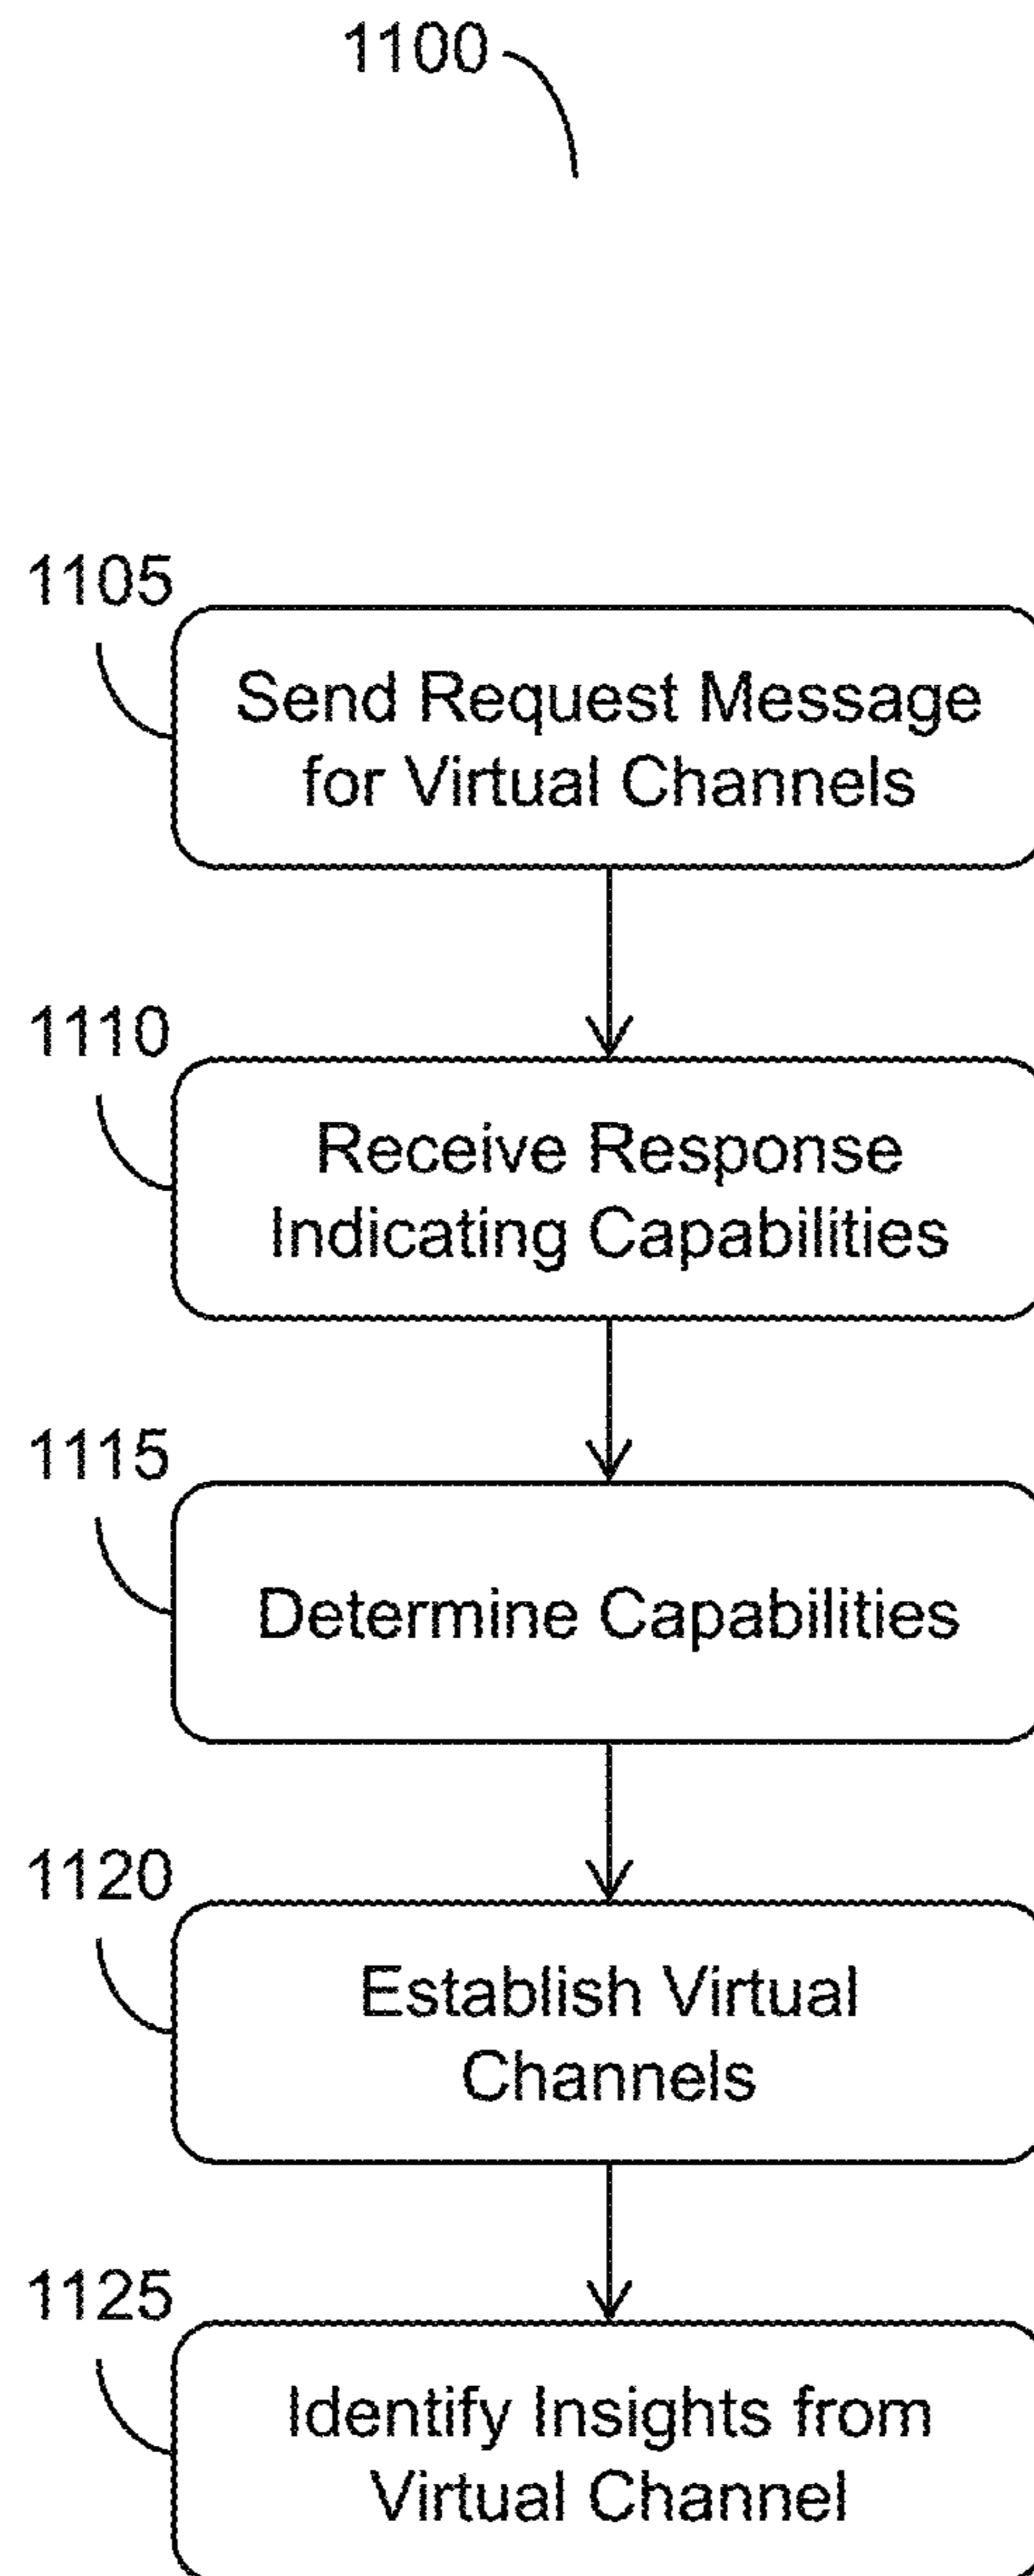 1100
1105
Send Request Message
for Virtual Channels
1110
Receive Response
Indicating Capabilities
1115
Determine Capabilities
1120
Establish Virtual
Channels
1125
Identify Insights from
Virtual Channel